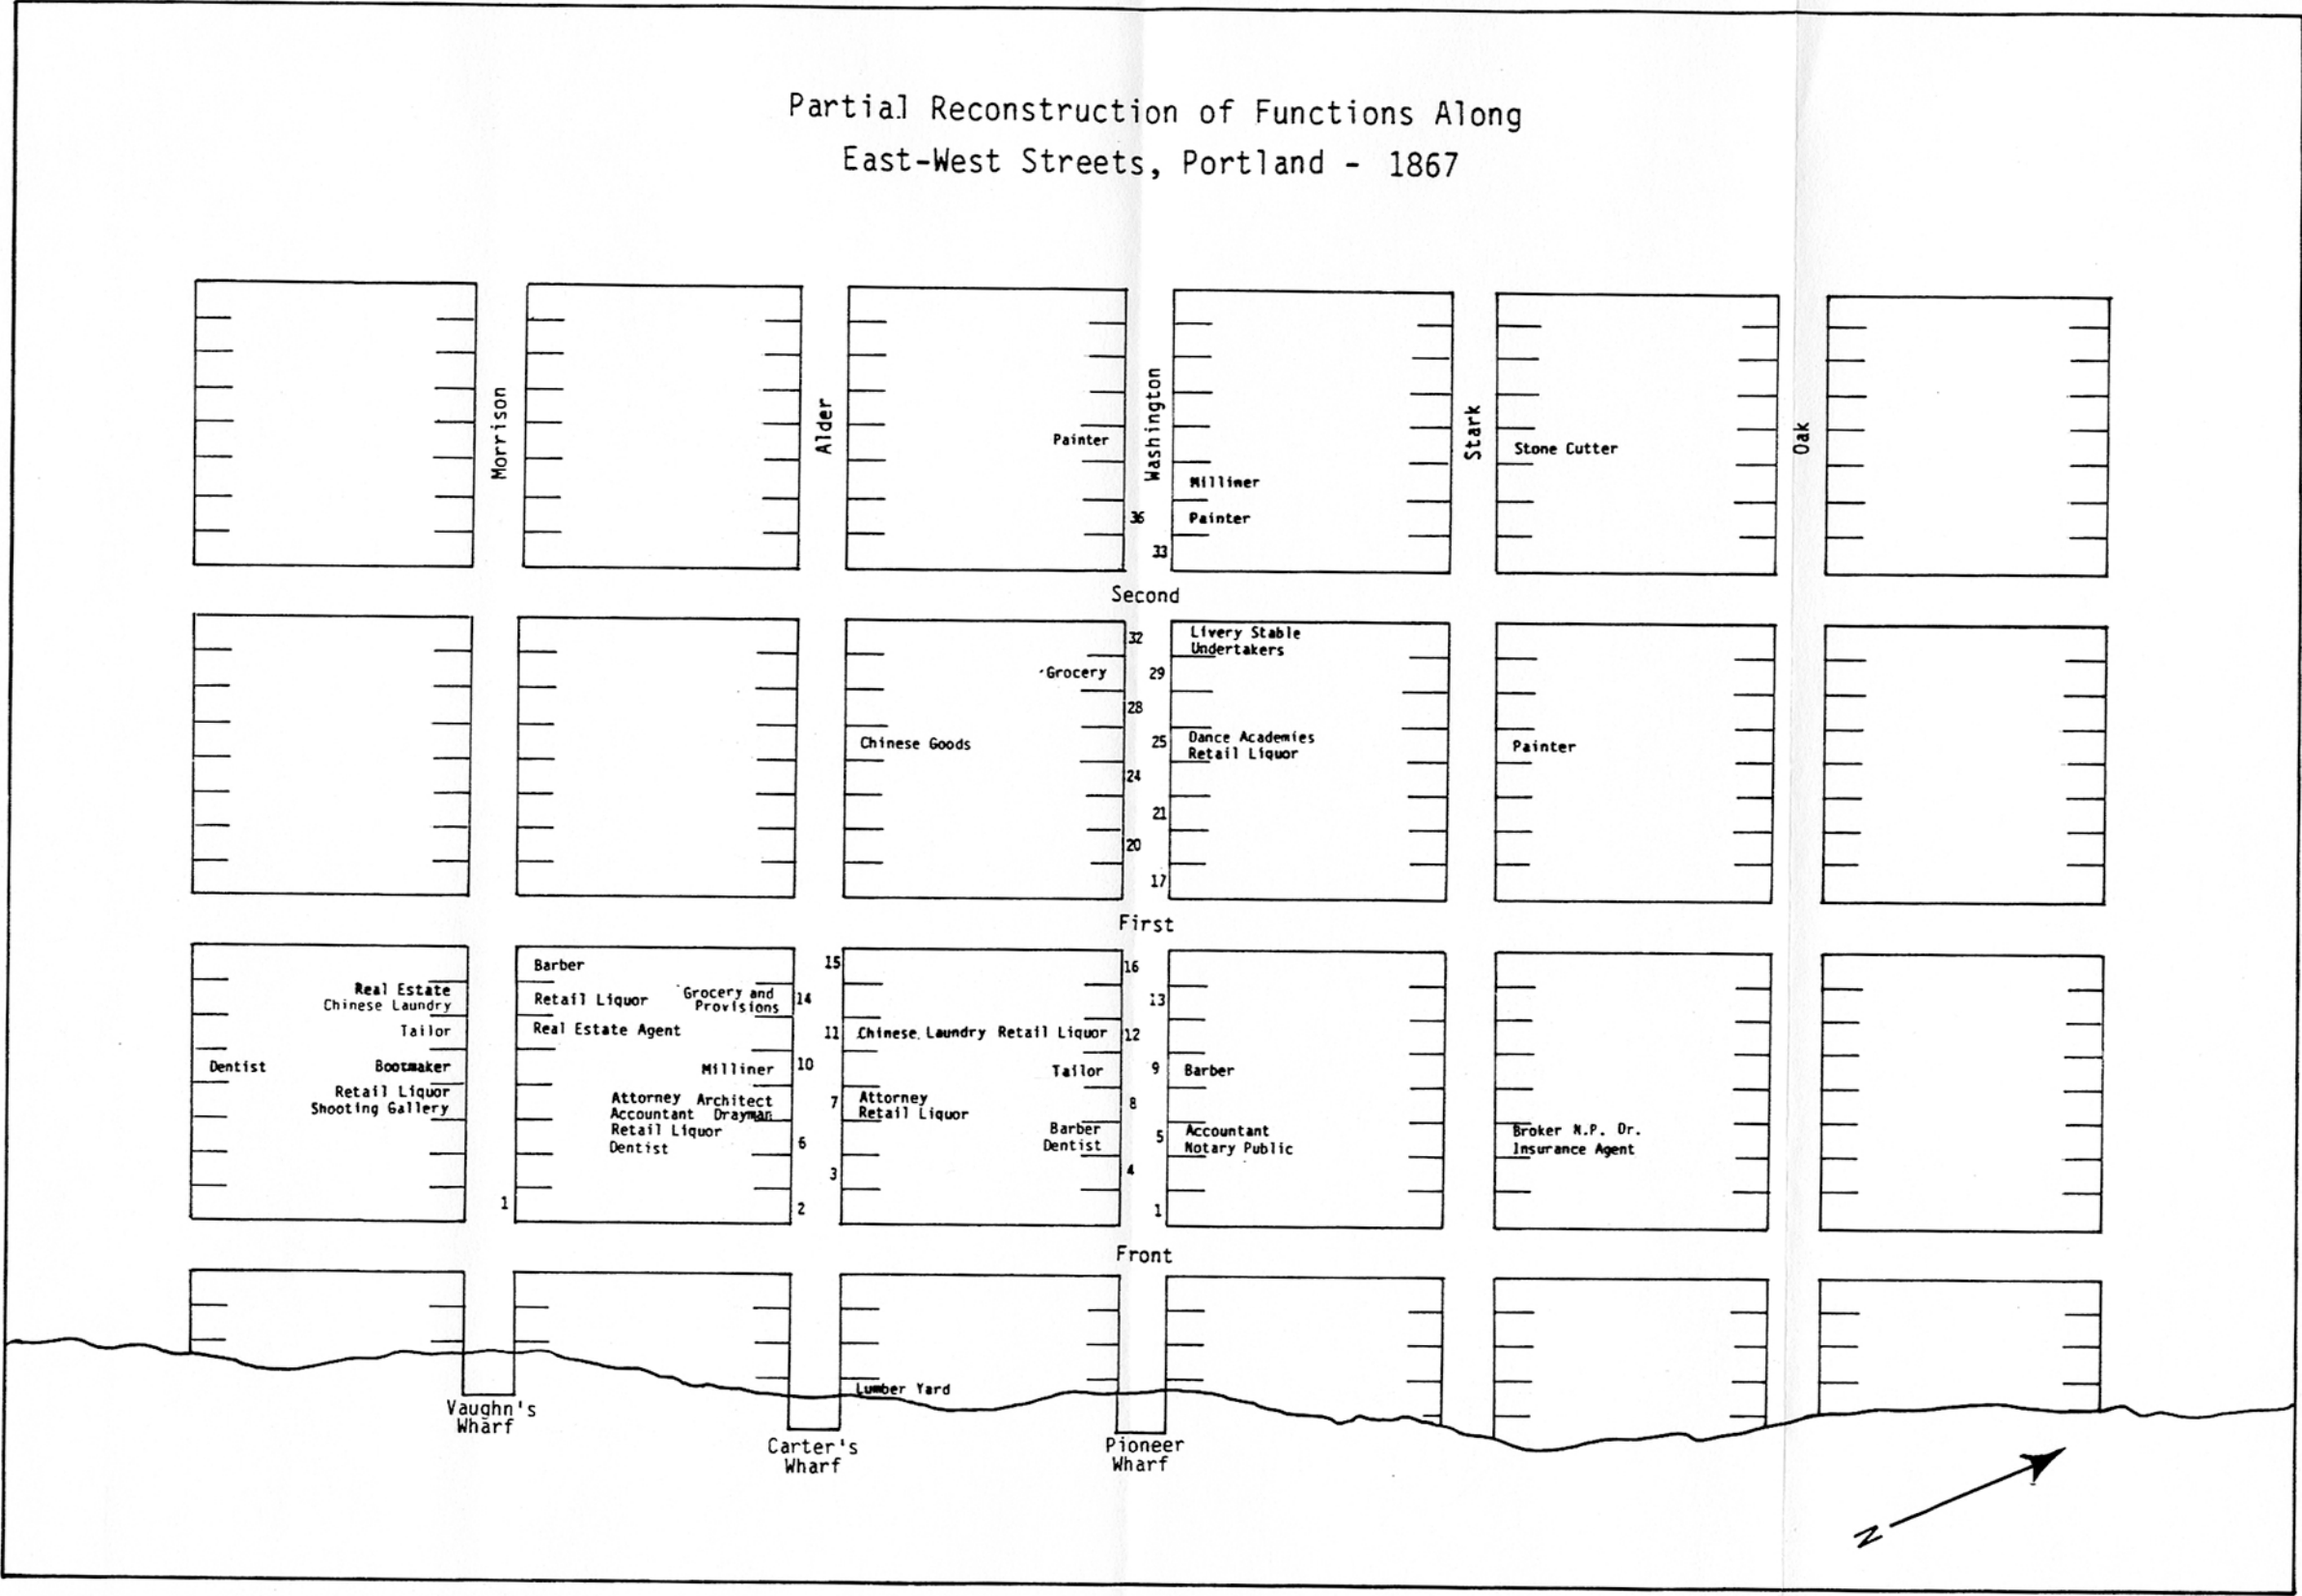 Partial Reconstruction of Functions Along
East-West Streets, Portland - 1867
Morrison
Alder
Washington
Stark
Oak
Painter
Stone Cutter
Milliner
36 Painter
33
Second
32 Livery Stable
Undertakers
Grocery 29
28
Chinese Goods
25 Dance Academies
Retail Liquor
Painter
24
21
20
17
First
Barber 15 16
Real Estate
Chinese Laundry
Retail Liquor Grocery and
Provisions 14 13
Tailor Real Estate Agent 11 Chinese Laundry Retail Liquor 12
Dentist Bootmaker Milliner 10 Tailor 9 Barber
Retail Liquor
Shooting Gallery
Attorney Architect
Accountant Drayman
Retail Liquor
Dentist
7 Attorney
Retail Liquor
8
6
Barber
Dentist
5 Accountant
Notary Public
Broker N.P. Dr.
Insurance Agent
3 4
1 2 1
Front
Lumber Yard
Vaughn's
Wharf
Carter's
Wharf
Pioneer
Wharf
N